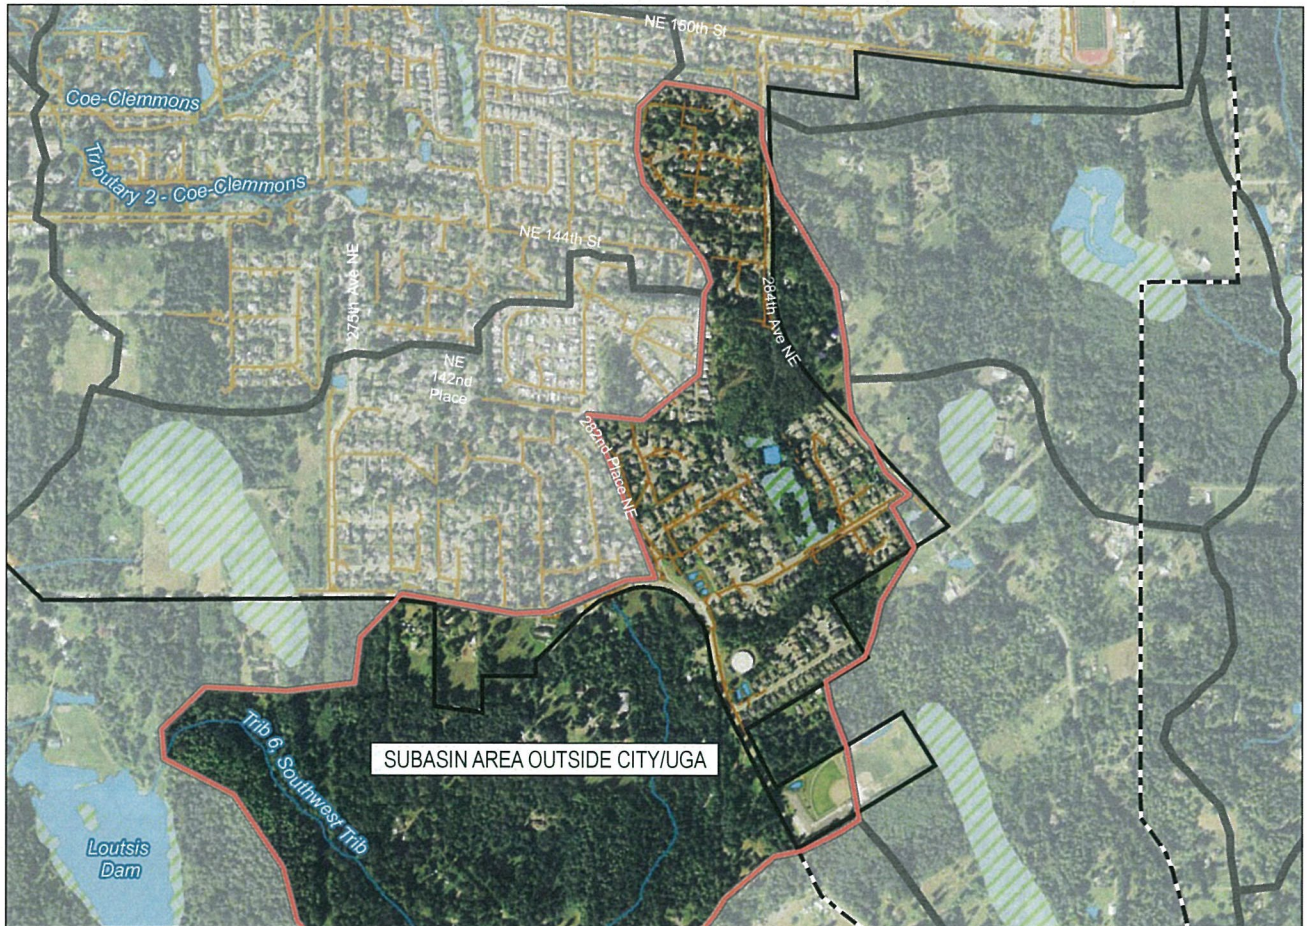 NE 150th St
Coe-Clemmons
Tributary 2 - Coe-Clemmons
NE 144th St
275th Ave NE
284th Ave NE
NE
142nd
Place
282nd Place NE
Trib 6, Southwest Trib
SUBASIN AREA OUTSIDE CITY/UGA
Loutsis
Dam